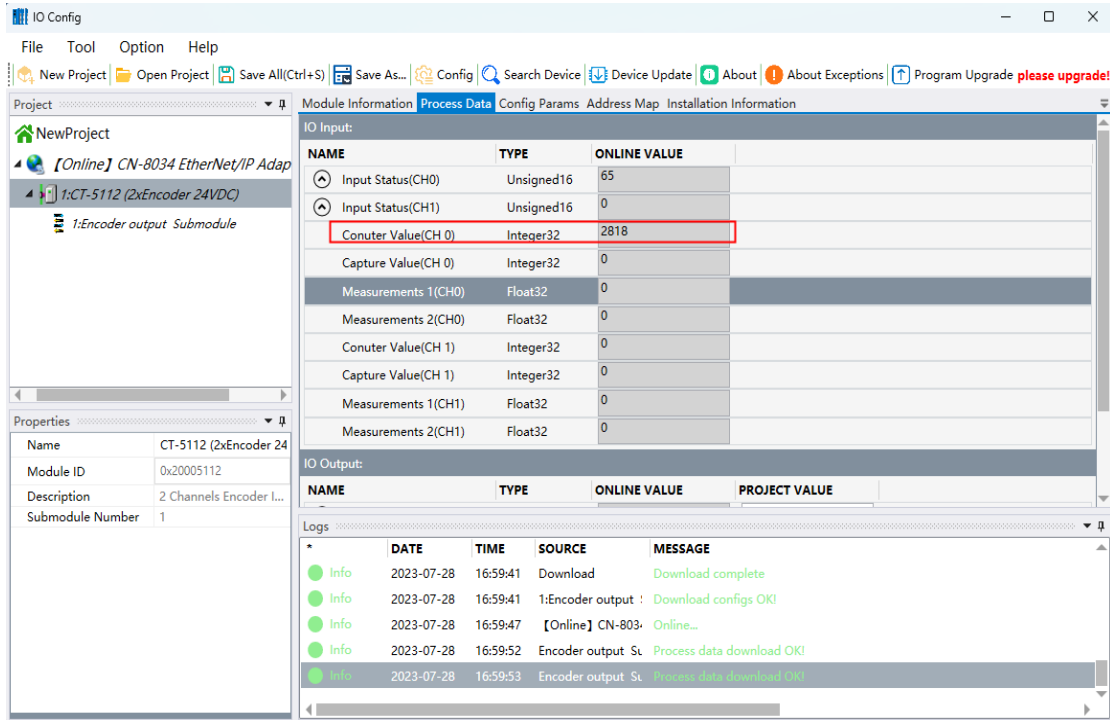 IO Config
File Tool Option Help
New Project Open Project Save All(Ctrl+S) Save As... Config Search Device Device Update About About Exceptions Program Upgrade please upgrade!
Project
NewProject
【Online】CN-8034 EtherNet/IP Adap
1:CT-5112 (2xEncoder 24VDC)
1:Encoder output Submodule
Properties
Name CT-5112 (2xEncoder 24
Module ID 0x20005112
Description 2 Channels Encoder I...
Submodule Number 1
Module Information Process Data Config Params Address Map Installation Information
IO Input:
NAME TYPE ONLINE VALUE
Input Status(CH0) Unsigned16 65
Input Status(CH1) Unsigned16 0
Conuter Value(CH 0) Integer32 2818
Capture Value(CH 0) Integer32 0
Measurements 1(CH0) Float32 0
Measurements 2(CH0) Float32 0
Conuter Value(CH 1) Integer32 0
Capture Value(CH 1) Integer32 0
Measurements 1(CH1) Float32 0
Measurements 2(CH1) Float32 0
IO Output:
NAME TYPE ONLINE VALUE PROJECT VALUE
Logs
* DATE TIME SOURCE MESSAGE
Info 2023-07-28 16:59:41 Download Download complete
Info 2023-07-28 16:59:41 1:Encoder output Download configs OK!
Info 2023-07-28 16:59:47 【Online】CN-803 Online...
Info 2023-07-28 16:59:52 Encoder output Su Process data download OK!
Info 2023-07-28 16:59:53 Encoder output Su Process data download OK!